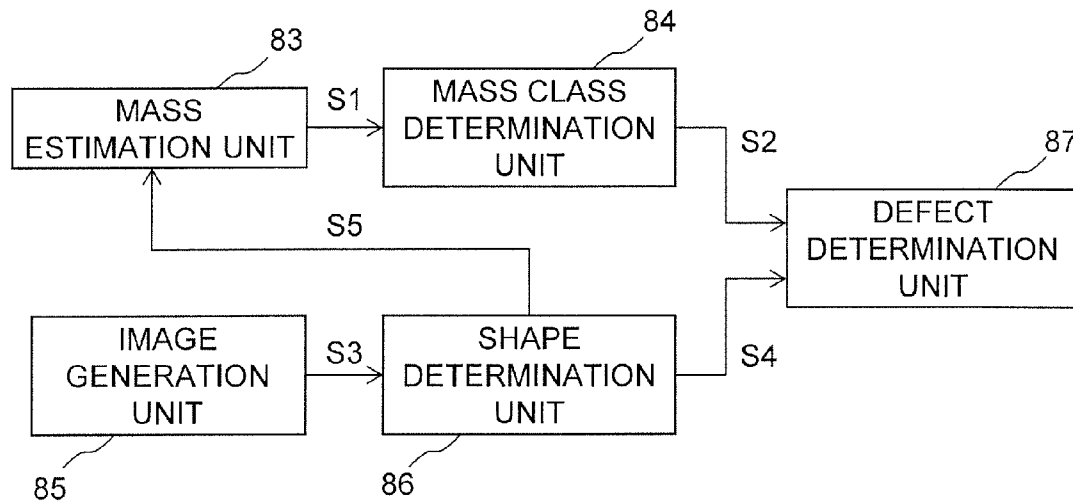 83
84
MASS
ESTIMATION UNIT
S1
MASS CLASS
DETERMINATION
UNIT
S2
87
DEFECT
DETERMINATION
UNIT
S5
IMAGE
GENERATION
UNIT
S3
SHAPE
DETERMINATION
UNIT
S4
85
86